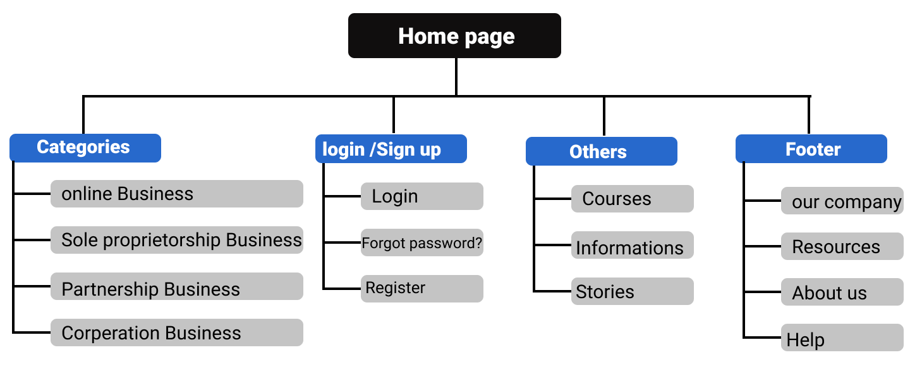 Home page
Categories
online Business
Sole proprietorship Business
Partnership Business
Corperation Business
login /Sign up
Login
Forgot password?
Register
Others
Courses
Informations
Stories
Footer
our company
Resources
About us
Help